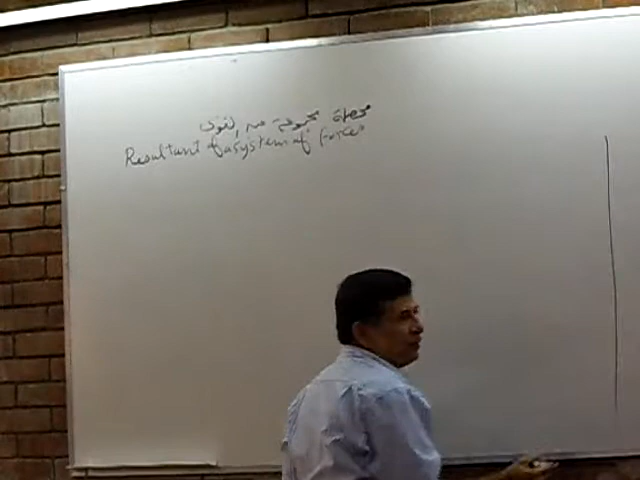 محصلة مجموعة من القوى
Resultant of a system of forces